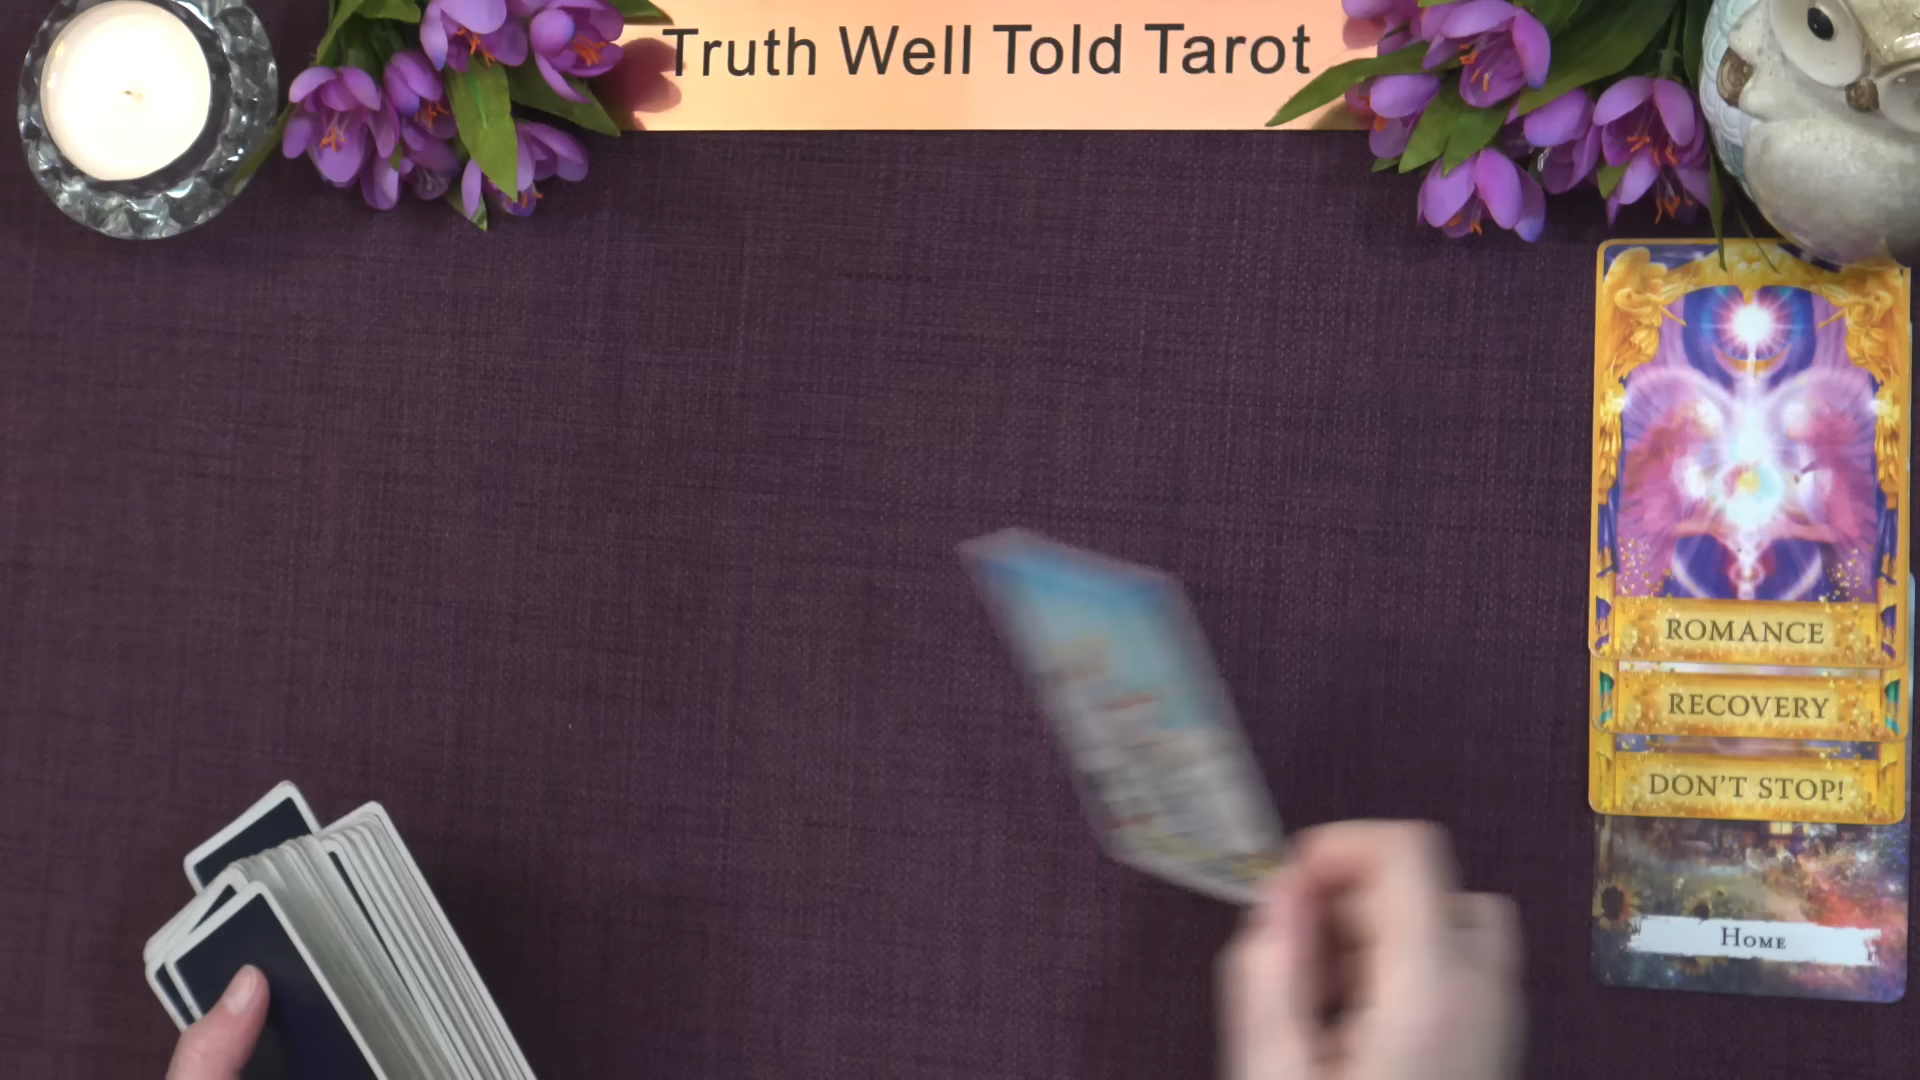 Truth Well Told Tarot
ROMANCE
RECOVERY
DON'T STOP!
HOME